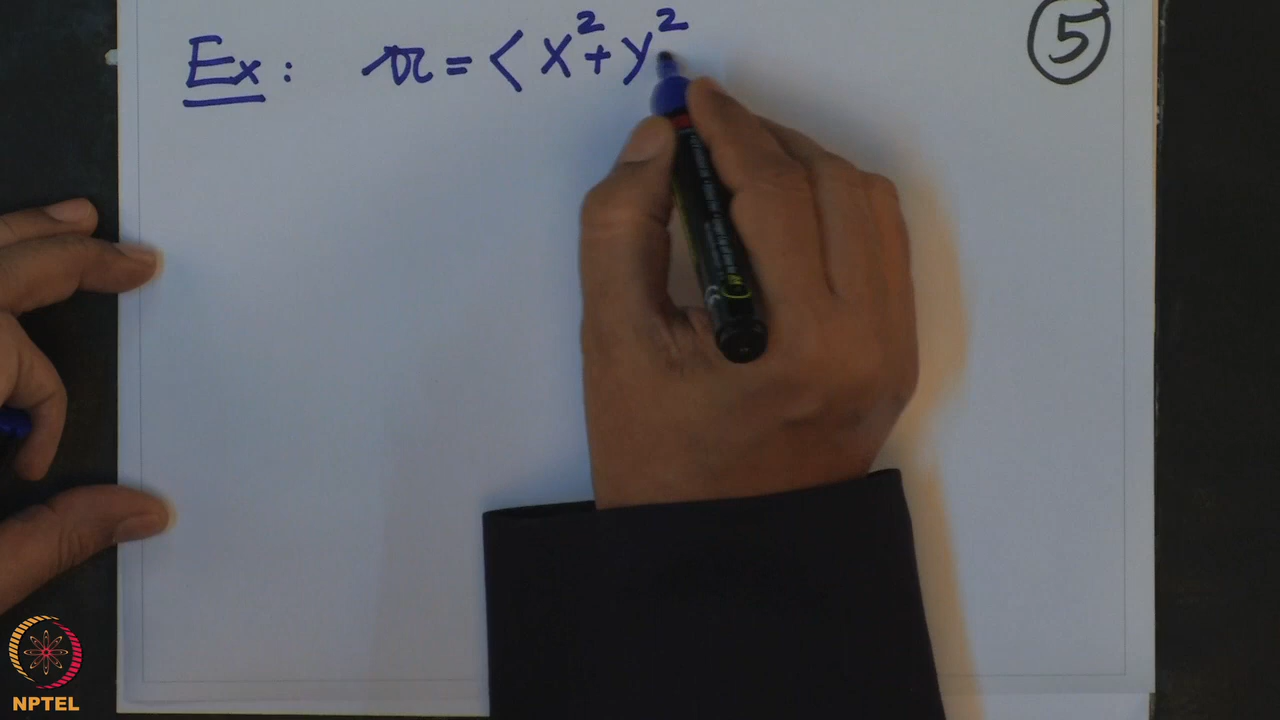 Ex: 𝔐 = < x²+y²
5
NPTEL